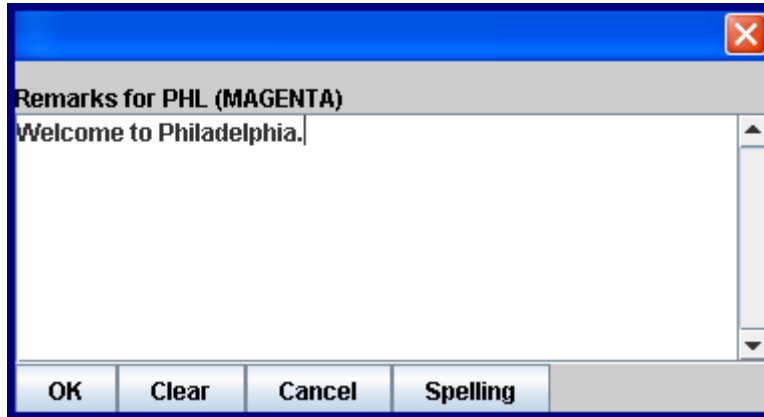 Remarks for PHL (MAGENTA)
Welcome to Philadelphia.
OK Clear Cancel Spelling